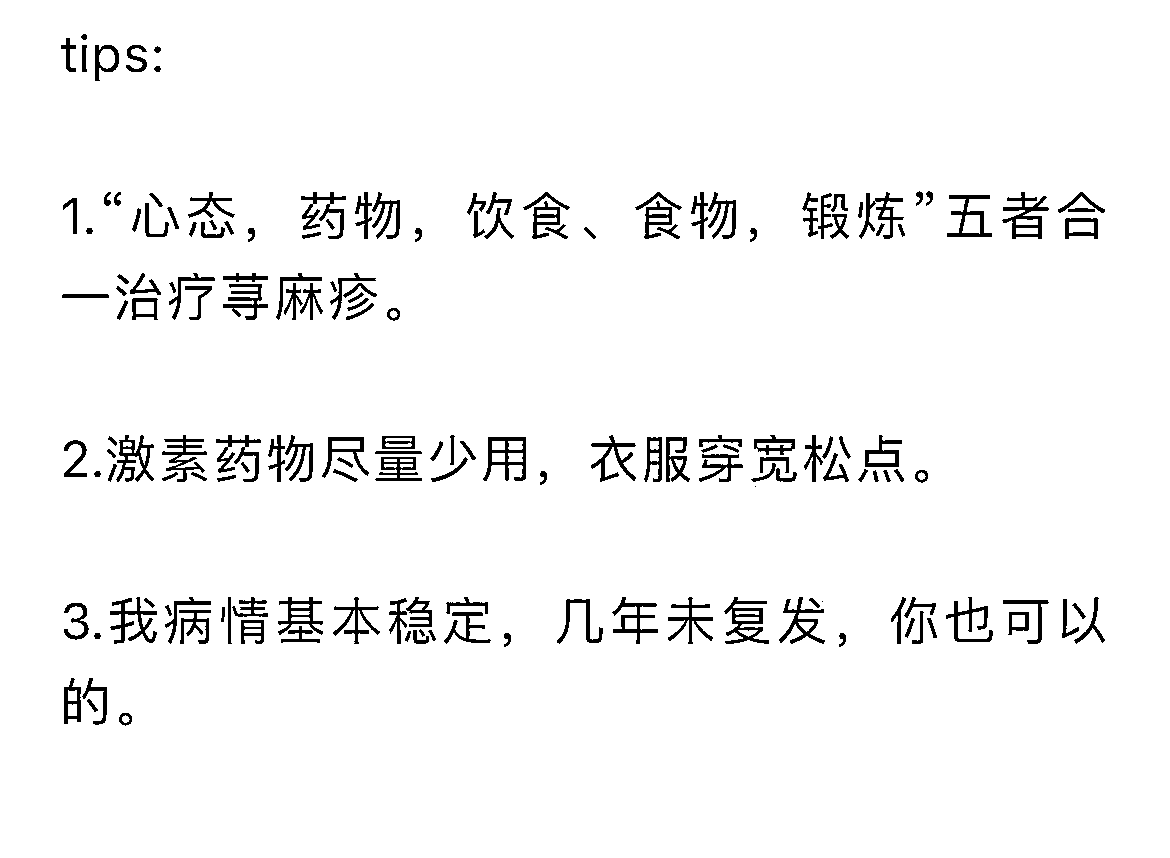 tips:
1.“心态，药物，饮食、食物，锻炼”五者合
一治疗荨麻疹。
2.激素药物尽量少用，衣服穿宽松点。
3.我病情基本稳定，几年未复发，你也可以
的。